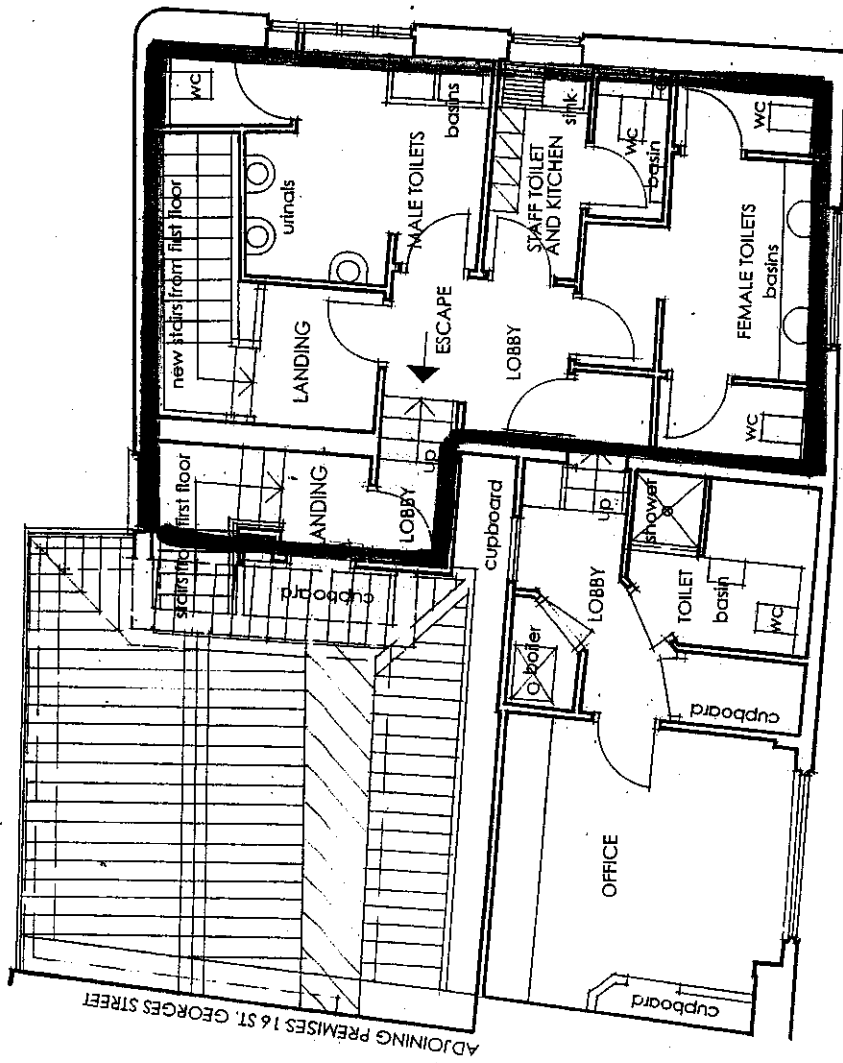 WC
new stairs from first floor
urinals
MALE TOILETS
basins
STAFF TOILET
AND KITCHEN
sink
WC
basin
WC
LANDING
ESCAPE
LOBBY
FEMALE TOILETS
basins
WC
stairs from first floor
LANDING
LOBBY
up
cupboard
cupboard
up
shower
LOBBY
TOILET
basin
WC
boiler
cupboard
OFFICE
cupboard
ADJOINING PREMISES 16 ST. GEORGES STREET